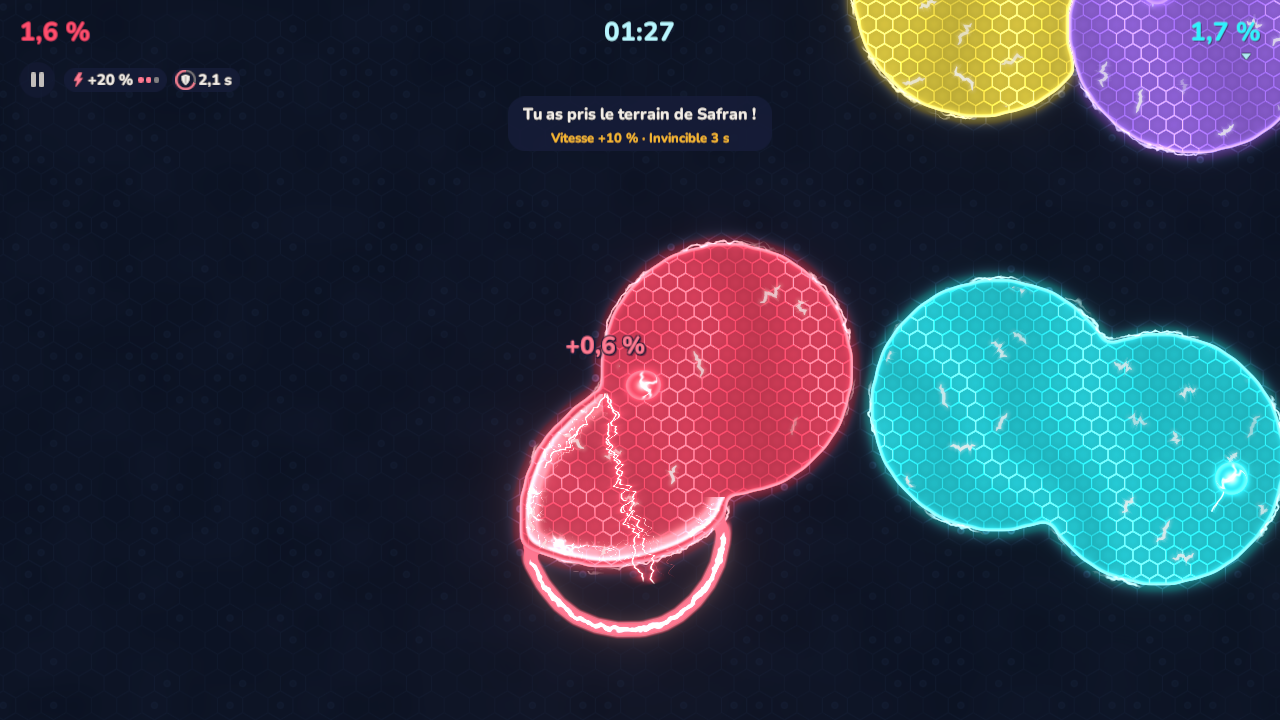 1,6 %
01:27
1,7 %
+20 %
2,1 s
Tu as pris le terrain de Safran !
Vitesse +10 % · Invincible 3 s
+0,6 %